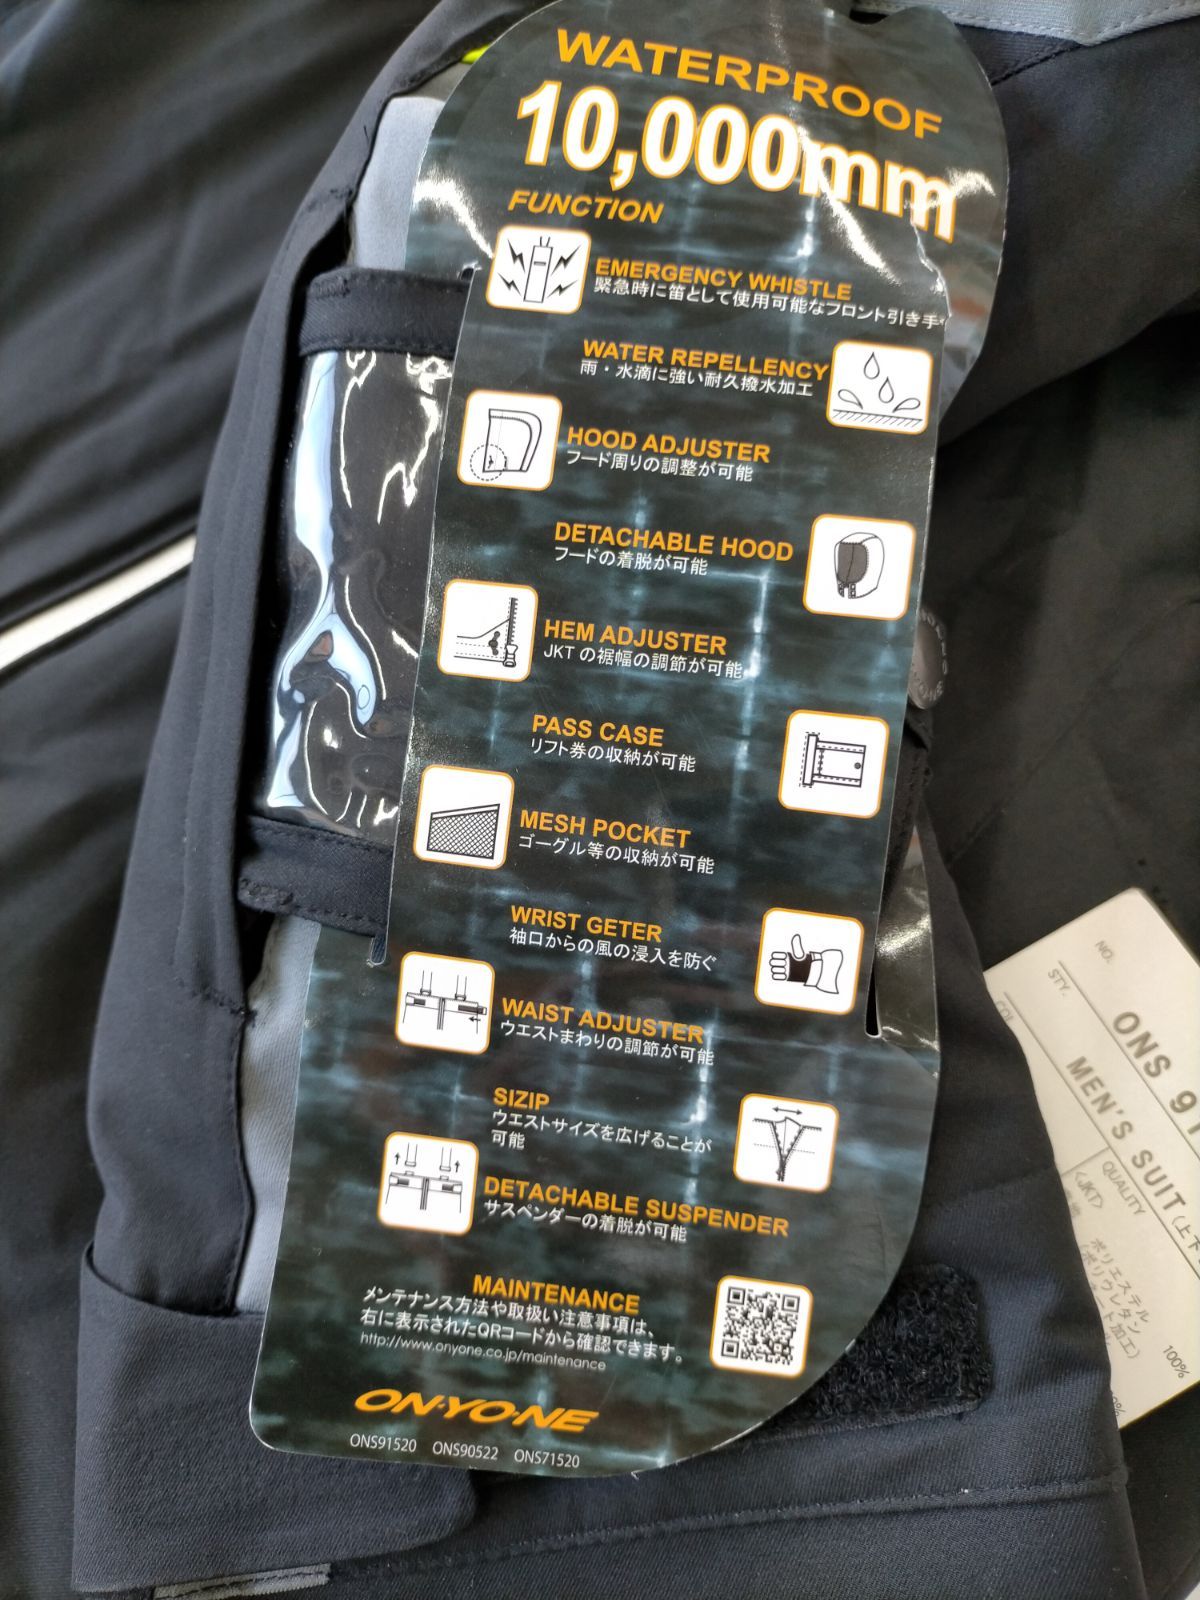 WATERPROOF
10,000mm
FUNCTION
EMERGENCY WHISTLE
緊急時に笛として使用可能なフロント引き手
WATER REPELLENCY
雨・水滴に強い耐久撥水加工
HOOD ADJUSTER
フード周りの調整が可能
DETACHABLE HOOD
フードの着脱が可能
HEM ADJUSTER
JKT の裾幅の調節が可能
PASS CASE
リフト券の収納が可能
MESH POCKET
ゴーグル等の収納が可能
WRIST GETER
袖口からの風の浸入を防ぐ
WAIST ADJUSTER
ウエストまわりの調節が可能
SIZIP
ウエストサイズを広げることが
可能
DETACHABLE SUSPENDER
サスペンダーの着脱が可能
MAINTENANCE
メンテナンス方法や取扱い注意事項は、
右に表示されたQRコードから確認できます。
http://www.onyone.co.jp/maintenance
ON・YO・NE
ONS91520 ONS90522 ONS71520
NO.
STY. ONS 91
MEN'S SUIT(上下
QUALITY
〈JKT〉
ポリエステル 100%
(ポリウレタン